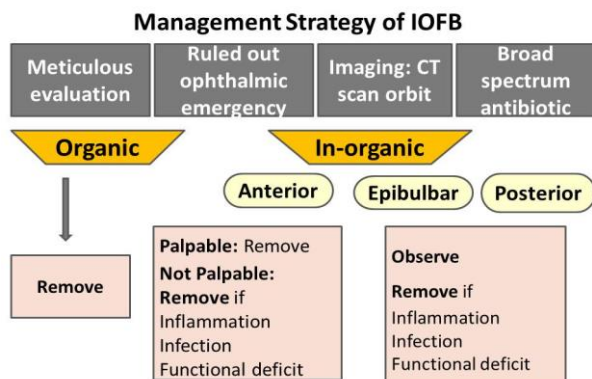 Management Strategy of IOFB
Meticulous
evaluation
Ruled out
ophthalmic
emergency
Imaging: CT
scan orbit
Broad
spectrum
antibiotic
Organic
In-organic
Anterior
Epibulbar
Posterior
Remove
Palpable: Remove
Not Palpable:
Remove if
Inflammation
Infection
Functional deficit
Observe
Remove if
Inflammation
Infection
Functional deficit